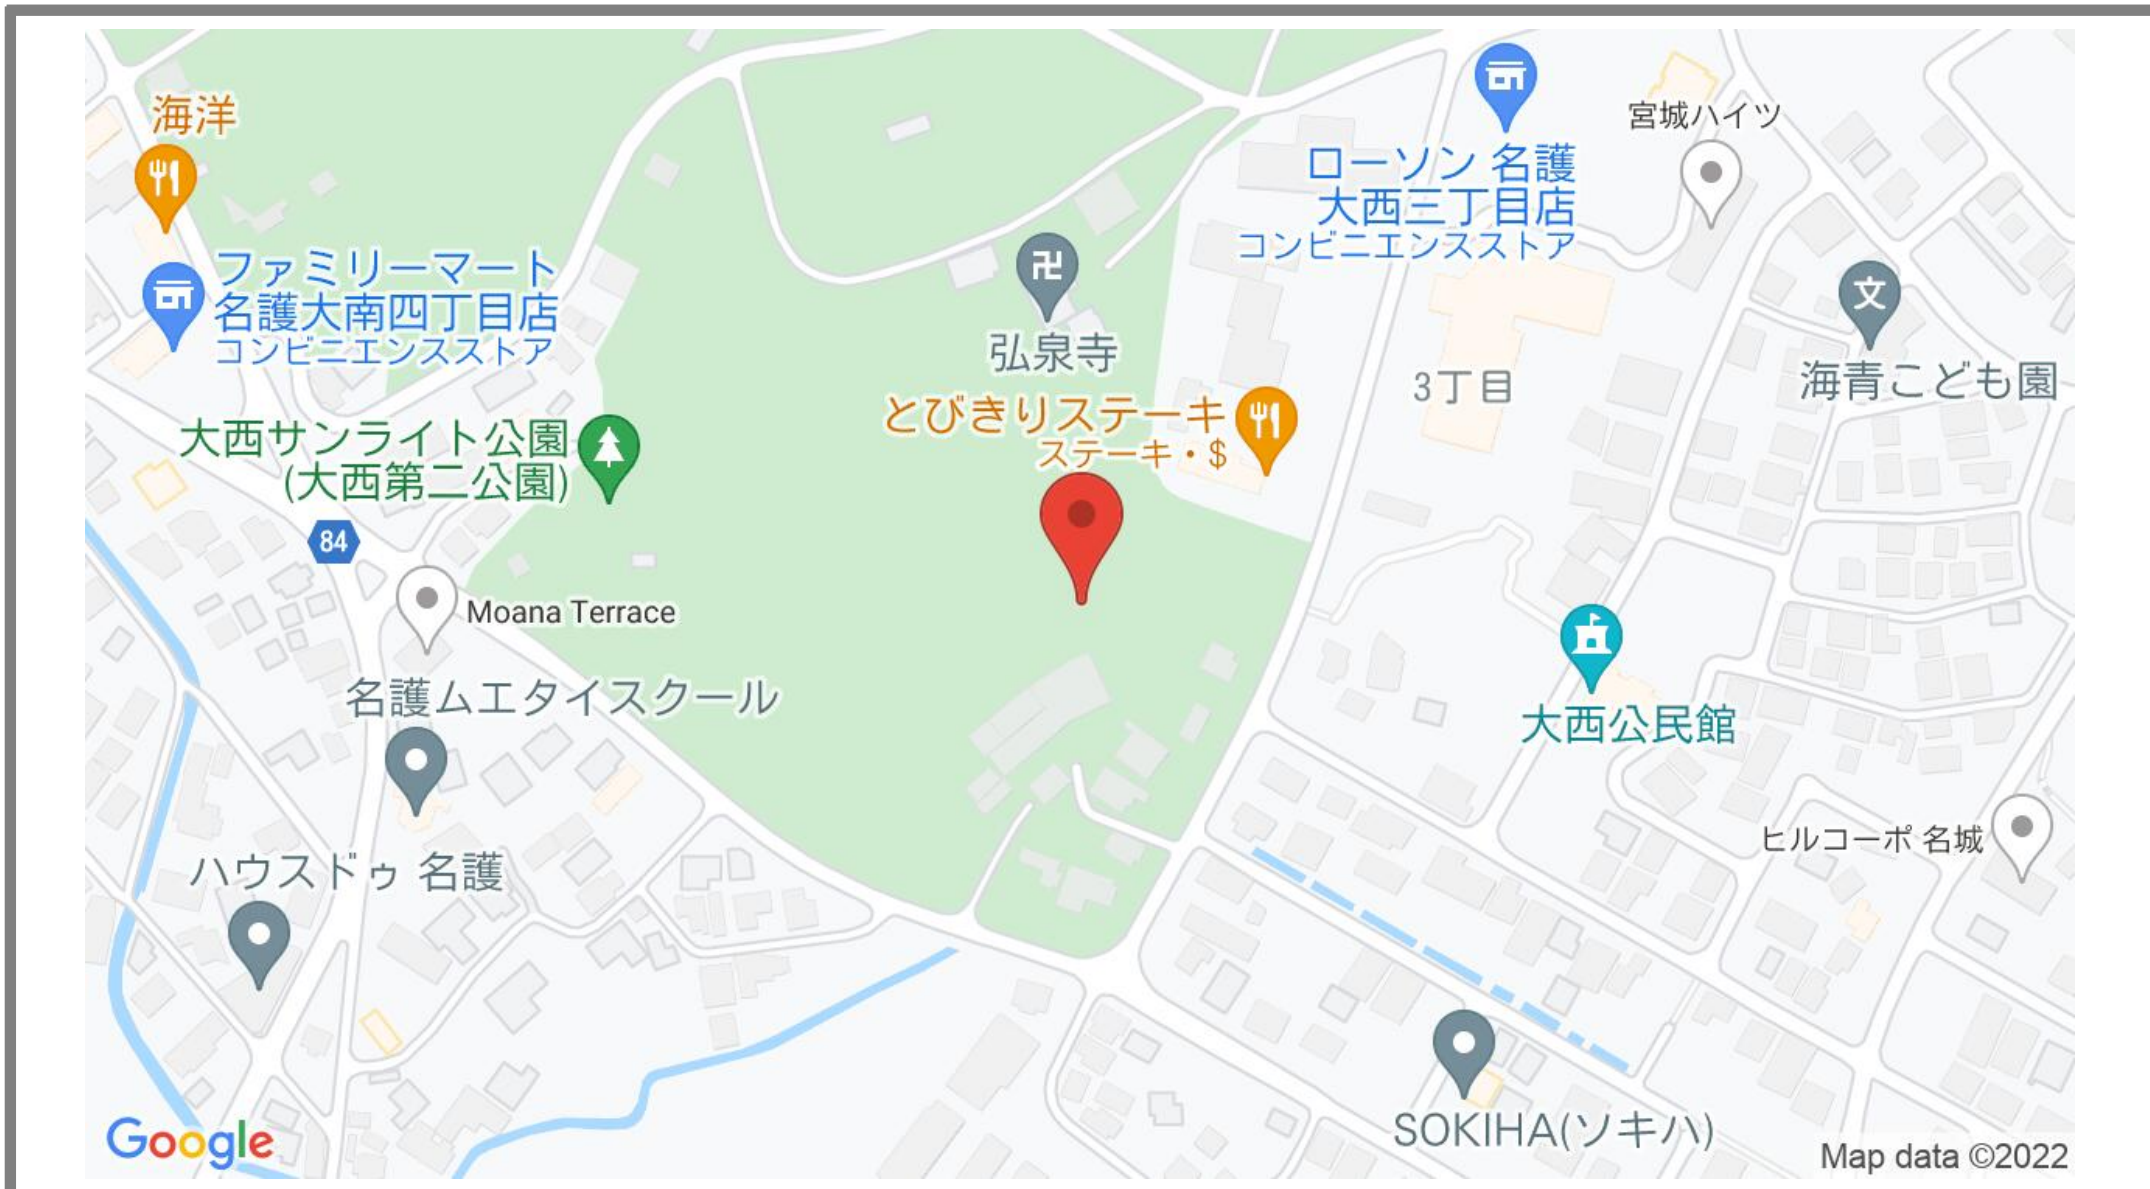 海洋
ファミリーマート
名護大南四丁目店
コンビニエンスストア
ローソン 名護
大西三丁目店
コンビニエンスストア
宮城ハイツ
卍
弘泉寺
文
海青こども園
とびきりステーキ
ステーキ・$
3丁目
大西サンライト公園
(大西第二公園)
84
Moana Terrace
名護ムエタイスクール
大西公民館
ハウスドゥ 名護
ヒルコーポ 名城
SOKIHA(ソキハ)
Google
Map data ©2022